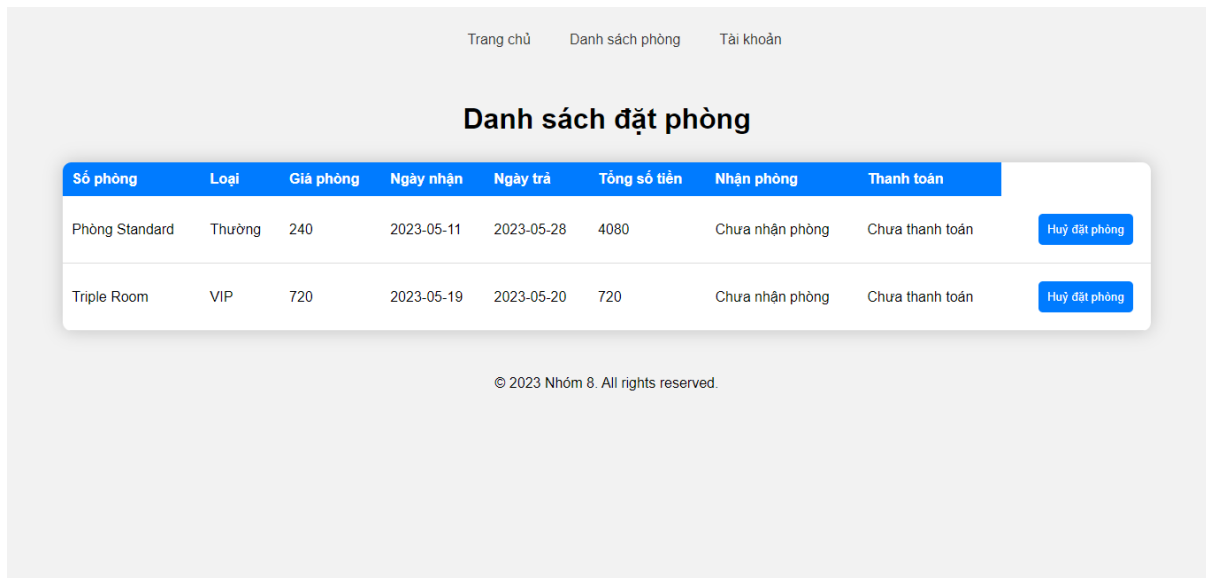 Trang chủ Danh sách phòng Tài khoản
Danh sách đặt phòng
Số phòng Loại Giá phòng Ngày nhận Ngày trả Tổng số tiền Nhận phòng Thanh toán
Phòng Standard Thường 240 2023-05-11 2023-05-28 4080 Chưa nhận phòng Chưa thanh toán Huỷ đặt phòng
Triple Room VIP 720 2023-05-19 2023-05-20 720 Chưa nhận phòng Chưa thanh toán Huỷ đặt phòng
© 2023 Nhóm 8. All rights reserved.